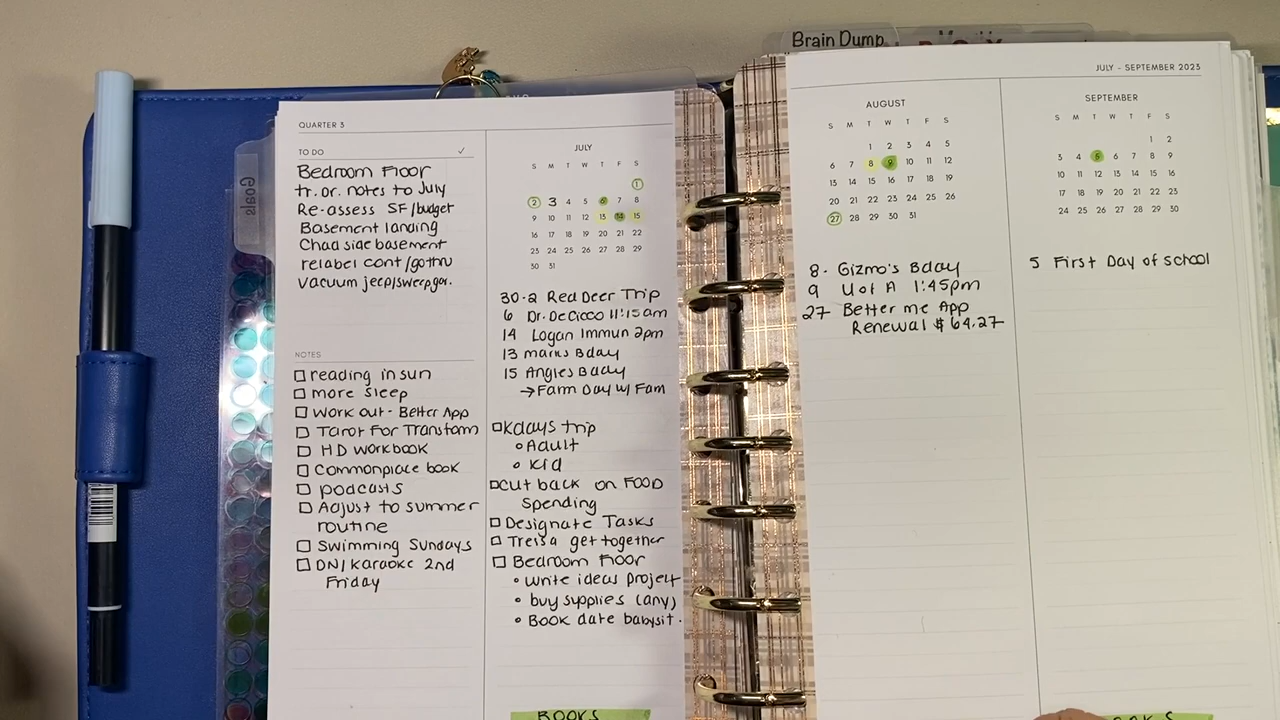 Brain Dump
Goals
QUARTER 3
TO DO ✓
Bedroom Floor
tr. or. notes to July
Re-assess SF/budget
Basement landing
Chad side basement
relabel cont/go thru
vacuum jeep/sweep gar.
NOTES
☐ reading in sun
☐ more sleep
☐ work out - Better App
☐ Tarot For Transform
☐ HD workbook
☐ Commonplace book
☐ podcasts
☐ Adjust to summer
routine
☐ Swimming Sundays
☐ DN/karaoke 2nd
Friday
JULY
S M T W T F S
1
2 3 4 5 6 7 8
9 10 11 12 13 14 15
16 17 18 19 20 21 22
23 24 25 26 27 28 29
30 31
30-2 Red Deer Trip
6 Dr. DeCicco 11:15am
14 Logan Immun 2pm
13 marks Bday
15 Angies Bday
→ Farm Day w/ Fam
☐ Kdays trip
∘ Adult
∘ Kid
☐ cut back on FOOD
Spending
☐ Designate Tasks
☐ Tressa get together
☐ Bedroom Floor
• write ideas project
• buy supplies (any)
• Book date babysit.
BOOKS
JULY - SEPTEMBER 2023
AUGUST
S M T W T F S
1 2 3 4 5
6 7 8 9 10 11 12
13 14 15 16 17 18 19
20 21 22 23 24 25 26
27 28 29 30 31
8- Gizmo's Bday
9 U of A 1:45pm
27 Better me App
Renewal $64.27
SEPTEMBER
S M T W T F S
1 2
3 4 5 6 7 8 9
10 11 12 13 14 15 16
17 18 19 20 21 22 23
24 25 26 27 28 29 30
5 First Day of school